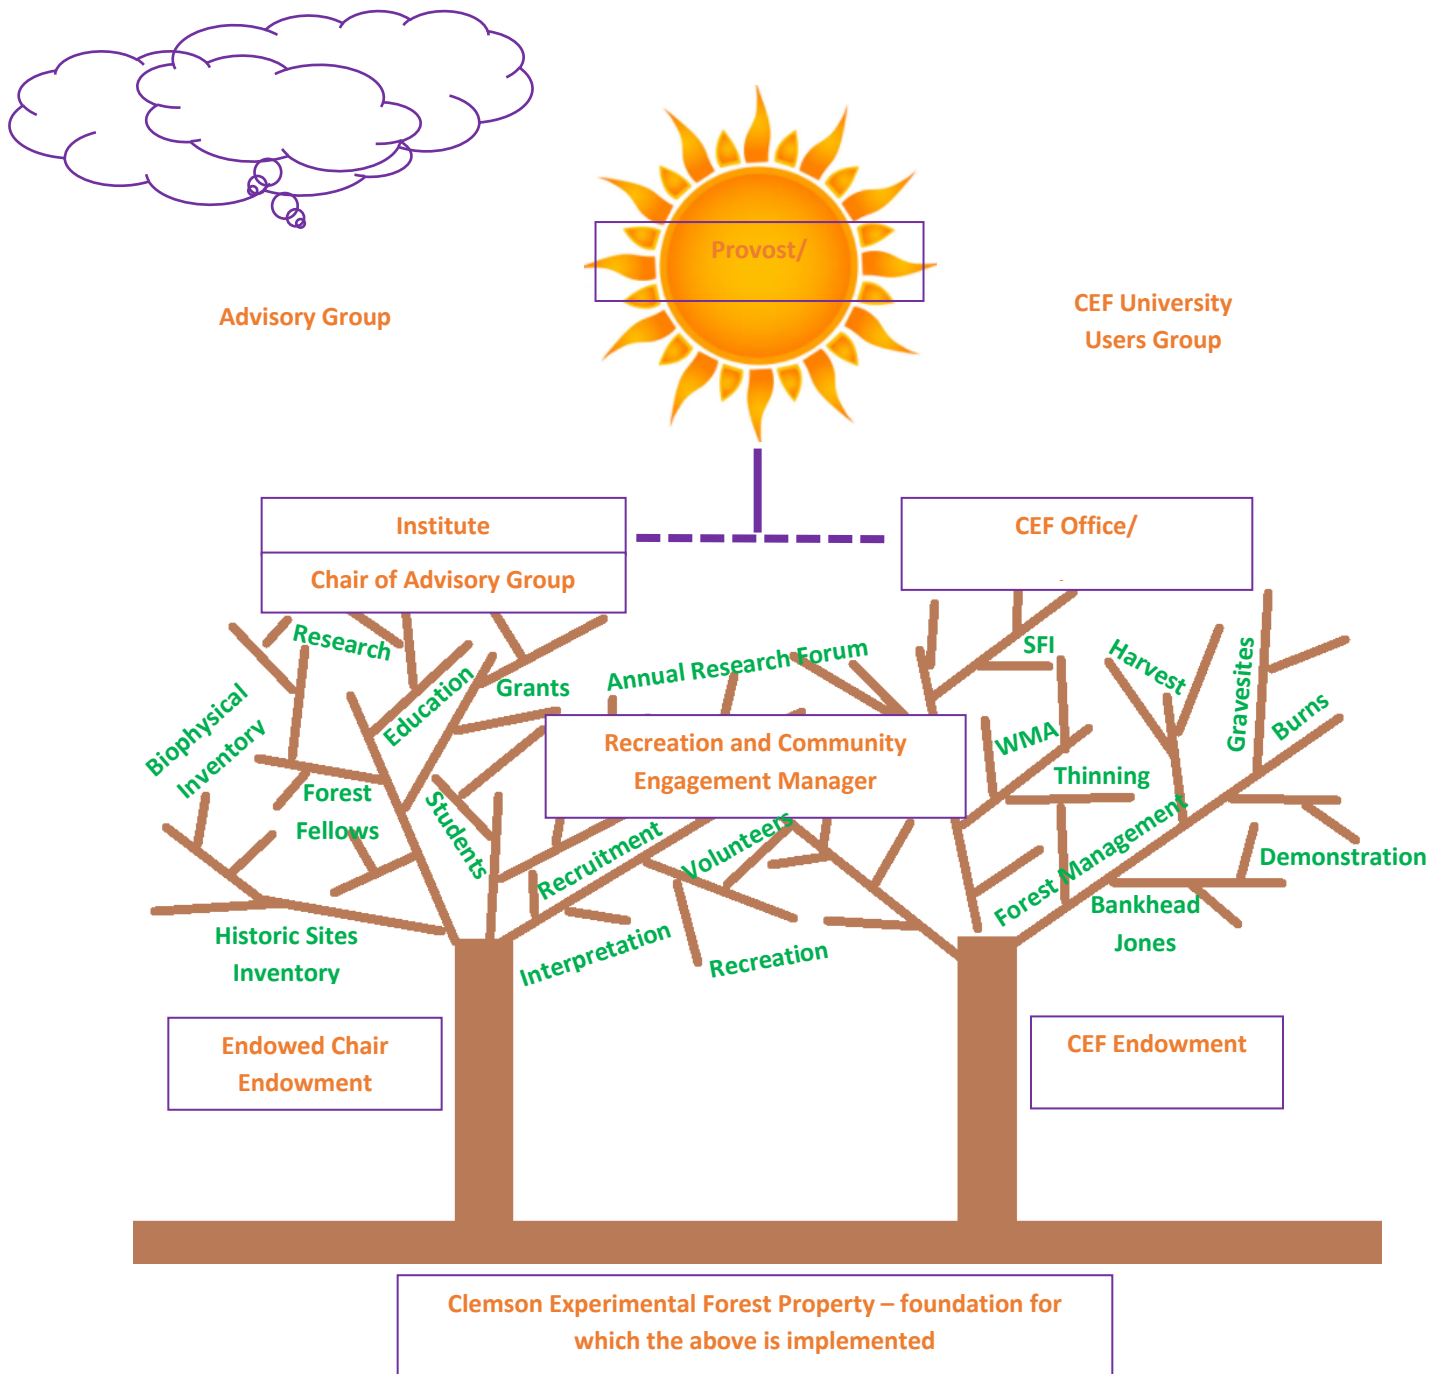 Provost/
Advisory Group
CEF University
Users Group
Institute
Chair of Advisory Group
CEF Office/
Research
Biophysical
Inventory
Education
Grants
Annual Research Forum
SFI
Harvest
Gravesites
Burns
WMA
Thinning
Recreation and Community
Engagement Manager
Forest
Fellows
Students
Recruitment
Volunteers
Forest Management
Demonstration
Bankhead
Jones
Historic Sites
Inventory
Interpretation
Recreation
Endowed Chair
Endowment
CEF Endowment
Clemson Experimental Forest Property – foundation for
which the above is implemented